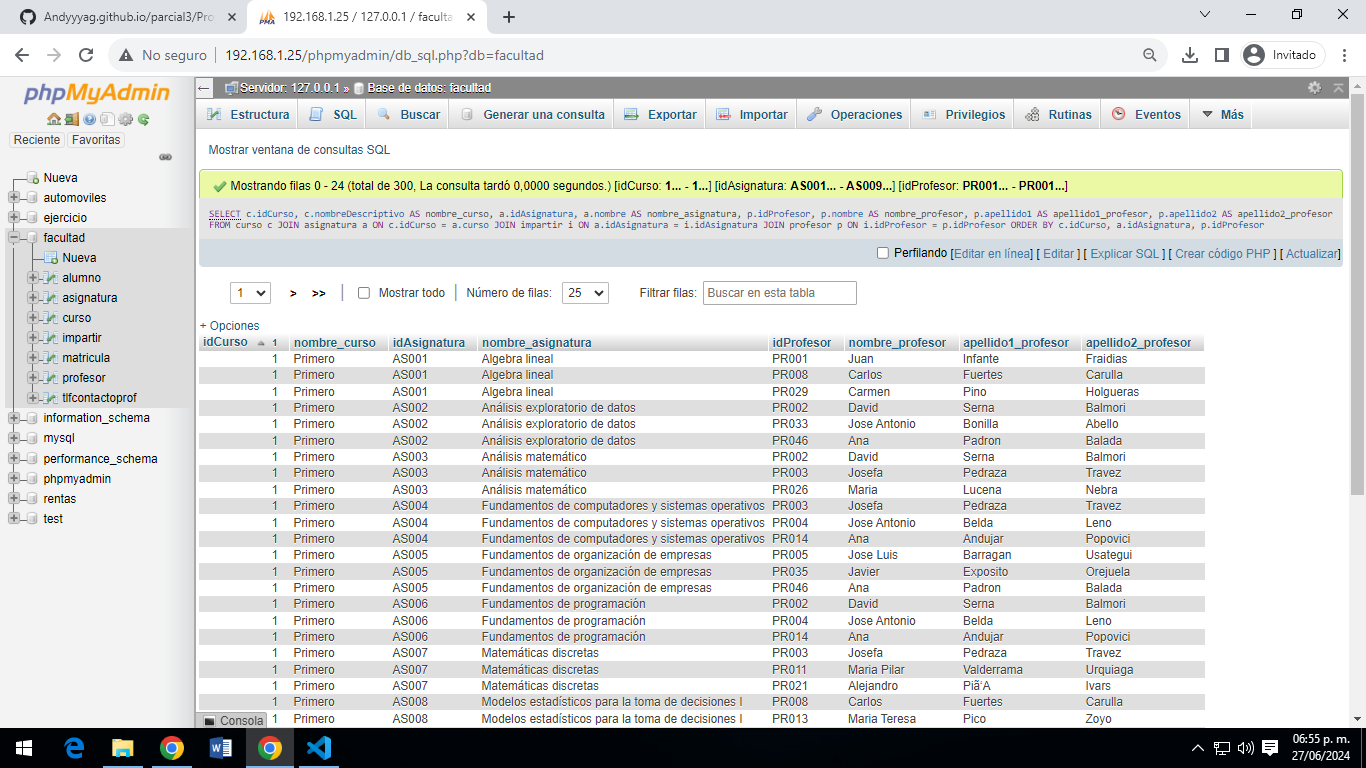 Andyyyag.github.io/parcial3/Pro
192.168.1.25 / 127.0.0.1 / faculta
No seguro
192.168.1.25/phpmyadmin/db_sql.php?db=facultad
Invitado
phpMyAdmin
Reciente Favoritas
Nueva
automoviles
ejercicio
facultad
Nueva
alumno
asignatura
curso
impartir
matricula
profesor
tlfcontactoprof
information_schema
mysql
performance_schema
phpmyadmin
rentas
test
Servidor: 127.0.0.1 » Base de datos: facultad
Estructura SQL Buscar Generar una consulta Exportar Importar Operaciones Privilegios Rutinas Eventos Más
Mostrar ventana de consultas SQL
Mostrando filas 0 - 24 (total de 300, La consulta tardó 0,0000 segundos.) [idCurso: 1... - 1...] [idAsignatura: AS001... - AS009...] [idProfesor: PR001... - PR001...]
SELECT c.idCurso, c.nombreDescriptivo AS nombre_curso, a.idAsignatura, a.nombre AS nombre_asignatura, p.idProfesor, p.nombre AS nombre_profesor, p.apellido1 AS apellido1_profesor, p.apellido2 AS apellido2_profesor
FROM curso c JOIN asignatura a ON c.idCurso = a.curso JOIN impartir i ON a.idAsignatura = i.idAsignatura JOIN profesor p ON i.idProfesor = p.idProfesor ORDER BY c.idCurso, a.idAsignatura, p.idProfesor
Perfilando [Editar en línea] [ Editar ] [ Explicar SQL ] [ Crear código PHP ] [ Actualizar]
1 > >> Mostrar todo Número de filas: 25 Filtrar filas: Buscar en esta tabla
+ Opciones
idCurso 1 nombre_curso idAsignatura nombre_asignatura idProfesor nombre_profesor apellido1_profesor apellido2_profesor
1 Primero AS001 Algebra lineal PR001 Juan Infante Fraidias
1 Primero AS001 Algebra lineal PR008 Carlos Fuertes Carulla
1 Primero AS001 Algebra lineal PR029 Carmen Pino Holgueras
1 Primero AS002 Análisis exploratorio de datos PR002 David Serna Balmori
1 Primero AS002 Análisis exploratorio de datos PR033 Jose Antonio Bonilla Abello
1 Primero AS002 Análisis exploratorio de datos PR046 Ana Padron Balada
1 Primero AS003 Análisis matemático PR002 David Serna Balmori
1 Primero AS003 Análisis matemático PR003 Josefa Pedraza Travez
1 Primero AS003 Análisis matemático PR026 Maria Lucena Nebra
1 Primero AS004 Fundamentos de computadores y sistemas operativos PR003 Josefa Pedraza Travez
1 Primero AS004 Fundamentos de computadores y sistemas operativos PR004 Jose Antonio Belda Leno
1 Primero AS004 Fundamentos de computadores y sistemas operativos PR014 Ana Andujar Popovici
1 Primero AS005 Fundamentos de organización de empresas PR005 Jose Luis Barragan Usategui
1 Primero AS005 Fundamentos de organización de empresas PR035 Javier Exposito Orejuela
1 Primero AS005 Fundamentos de organización de empresas PR046 Ana Padron Balada
1 Primero AS006 Fundamentos de programación PR002 David Serna Balmori
1 Primero AS006 Fundamentos de programación PR004 Jose Antonio Belda Leno
1 Primero AS006 Fundamentos de programación PR014 Ana Andujar Popovici
1 Primero AS007 Matemáticas discretas PR003 Josefa Pedraza Travez
1 Primero AS007 Matemáticas discretas PR011 Maria Pilar Valderrama Urquiaga
1 Primero AS007 Matemáticas discretas PR021 Alejandro Piã‘A Ivars
1 Primero AS008 Modelos estadísticos para la toma de decisiones I PR008 Carlos Fuertes Carulla
1 Primero AS008 Modelos estadísticos para la toma de decisiones I PR013 Maria Teresa Pico Zoyo
Consola
06:55 p. m.
27/06/2024